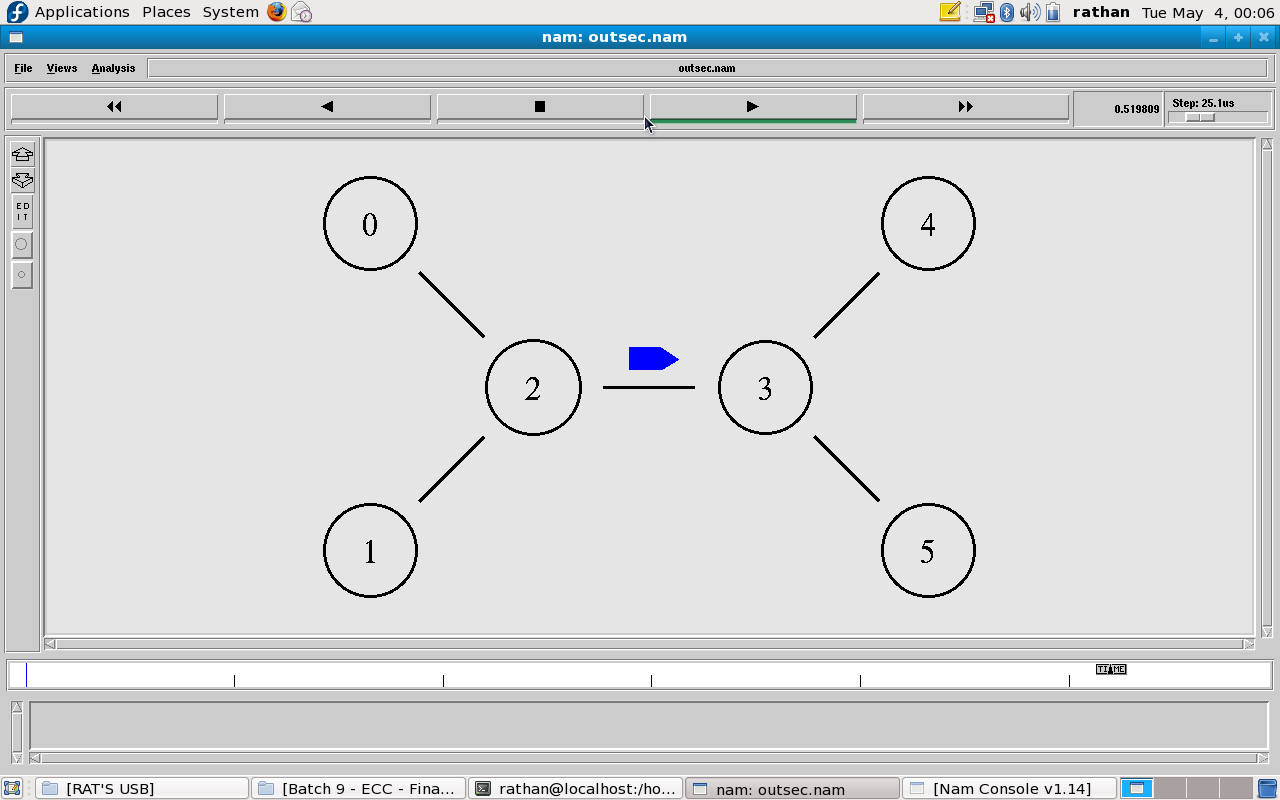 Applications Places System rathan Tue May 4, 00:06
nam: outsec.nam
File Views Analysis outsec.nam
0.519809 Step: 25.1us
ED
IT
0
4
2
3
1
5
TIME
[RAT'S USB] [Batch 9 - ECC - Fina... rathan@localhost:/ho... nam: outsec.nam [Nam Console v1.14]